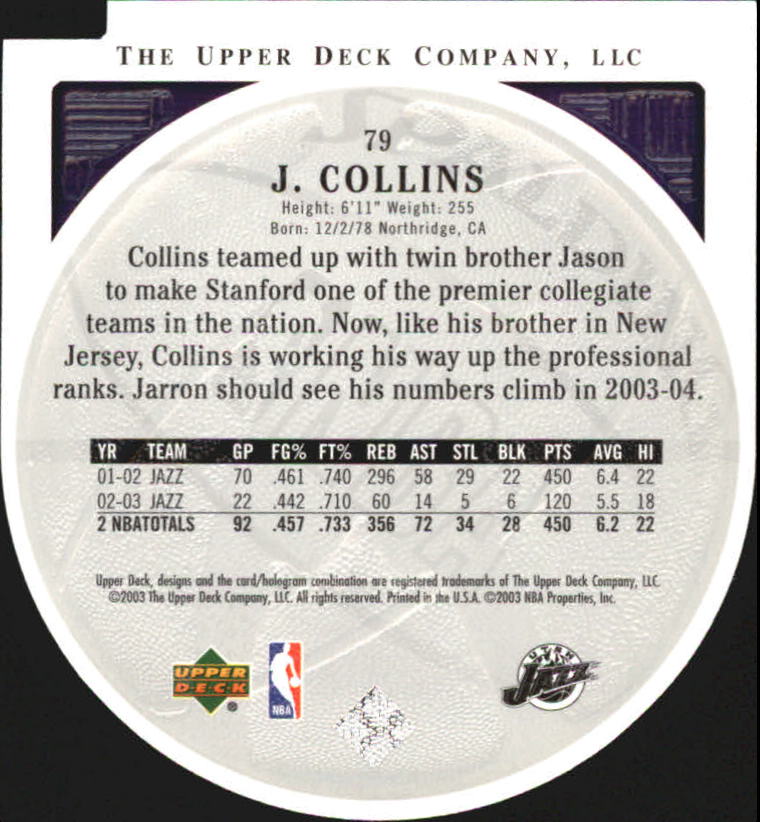 THE UPPER DECK COMPANY, LLC
79
J. COLLINS
Height: 6'11" Weight: 255
Born: 12/2/78 Northridge, CA
Collins teamed up with twin brother Jason
to make Stanford one of the premier collegiate
teams in the nation. Now, like his brother in New
Jersey, Collins is working his way up the professional
ranks. Jarron should see his numbers climb in 2003-04.
YR TEAM GP FG% FT% REB AST STL BLK PTS AVG HI
01-02 JAZZ 70 .461 .740 296 58 29 22 450 6.4 22
02-03 JAZZ 22 .442 .710 60 14 5 6 120 5.5 18
2 NBATOTALS 92 .457 .733 356 72 34 28 450 6.2 22
Upper Deck, designs and the card/hologram combination are registered trademarks of The Upper Deck Company, LLC.
©2003 The Upper Deck Company, LLC. All rights reserved. Printed in the U.S.A. ©2003 NBA Properties, Inc.
UPPER
DECK
NBA
UTAH
JAZZ